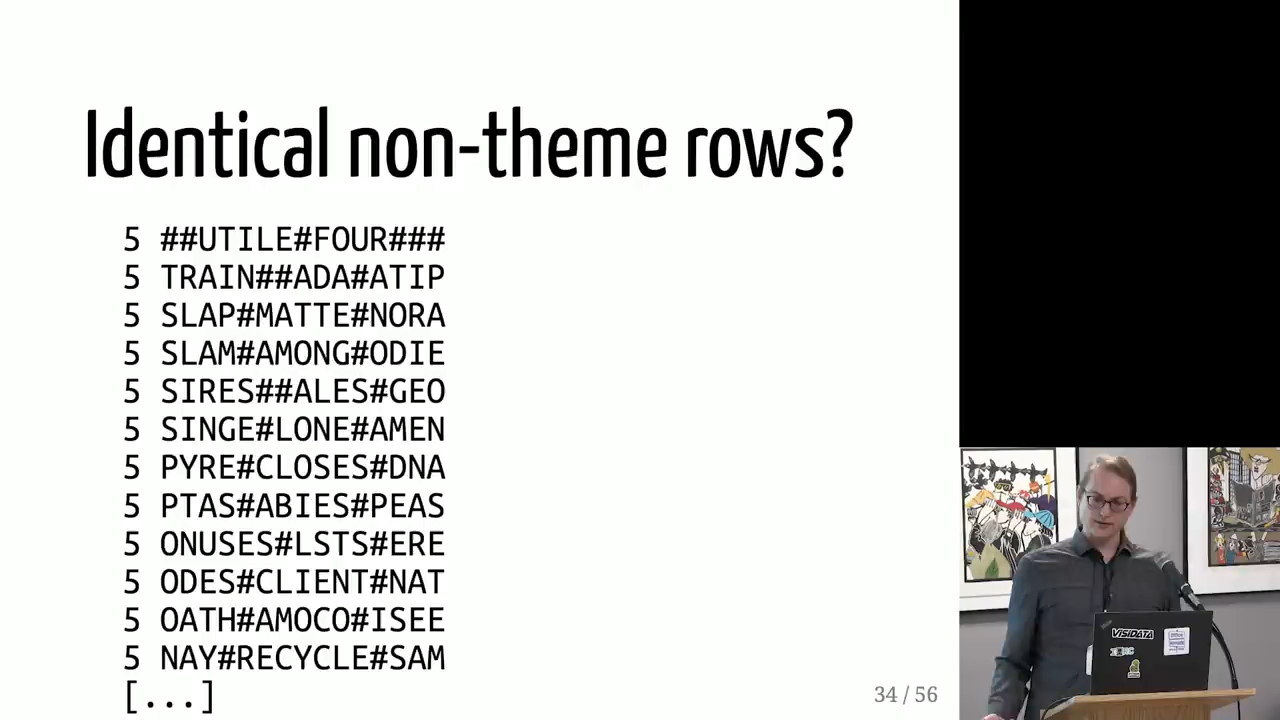 Identical non-theme rows?
5 ##UTILE#FOUR###
5 TRAIN##ADA#ATIP
5 SLAP#MATTE#NORA
5 SLAM#AMONG#ODIE
5 SIRES##ALES#GEO
5 SINGE#LONE#AMEN
5 PYRE#CLOSES#DNA
5 PTAS#ABIES#PEAS
5 ONUSES#LSTS#ERE
5 ODES#CLIENT#NAT
5 OATH#AMOCO#ISEE
5 NAY#RECYCLE#SAM
[...]
34 / 56
VISIDATA